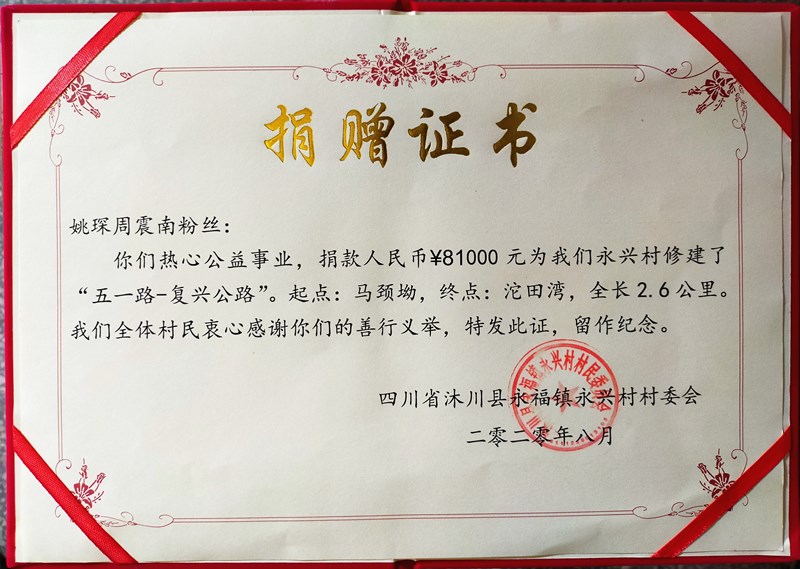 捐赠证书
姚琛周震南粉丝：
你们热心公益事业，捐款人民币¥81000 元为我们永兴村修建了
“五一路-复兴公路”。起点：马颈坳，终点：沱田湾，全长2.6公里。
我们全体村民衷心感谢你们的善行义举，特发此证，留作纪念。
四川省沐川县永福镇永兴村村委会
二零二零年八月